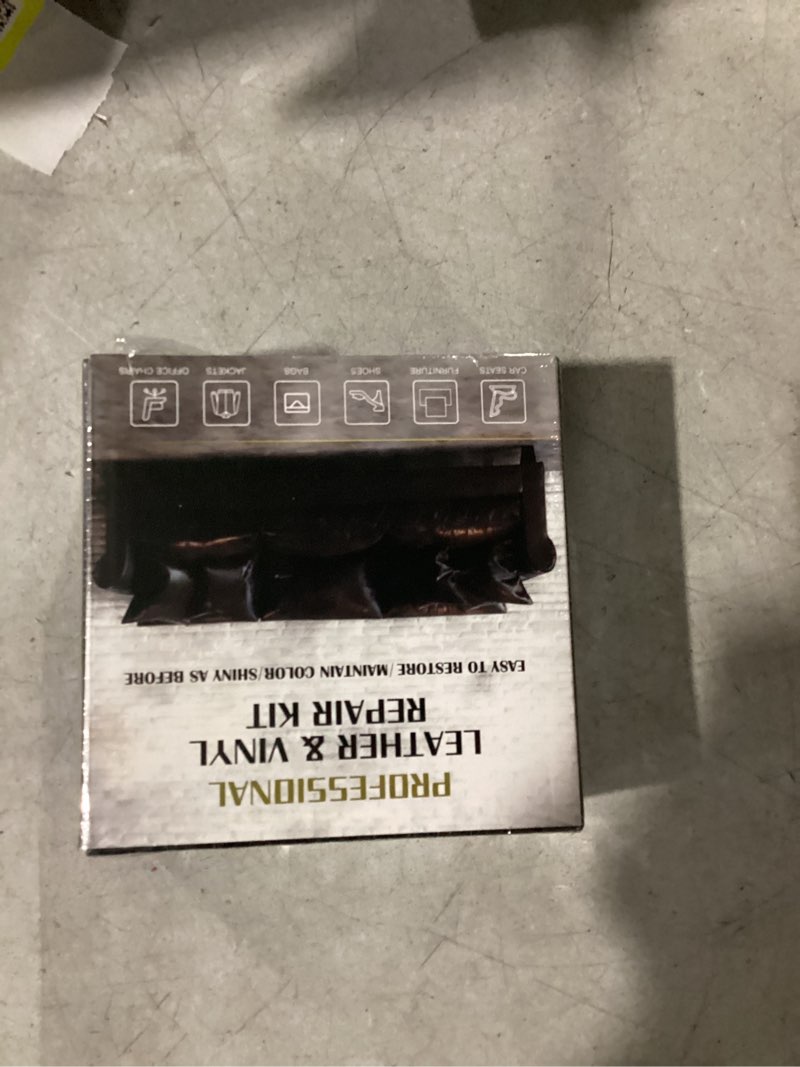 PROFESSIONAL
LEATHER & VINYL
REPAIR KIT
EASY TO RESTORE/MAINTAIN COLOR/SHINY AS BEFORE
CAR SEATS FURNITURE SHOES BAGS JACKETS OFFICE CHAIRS